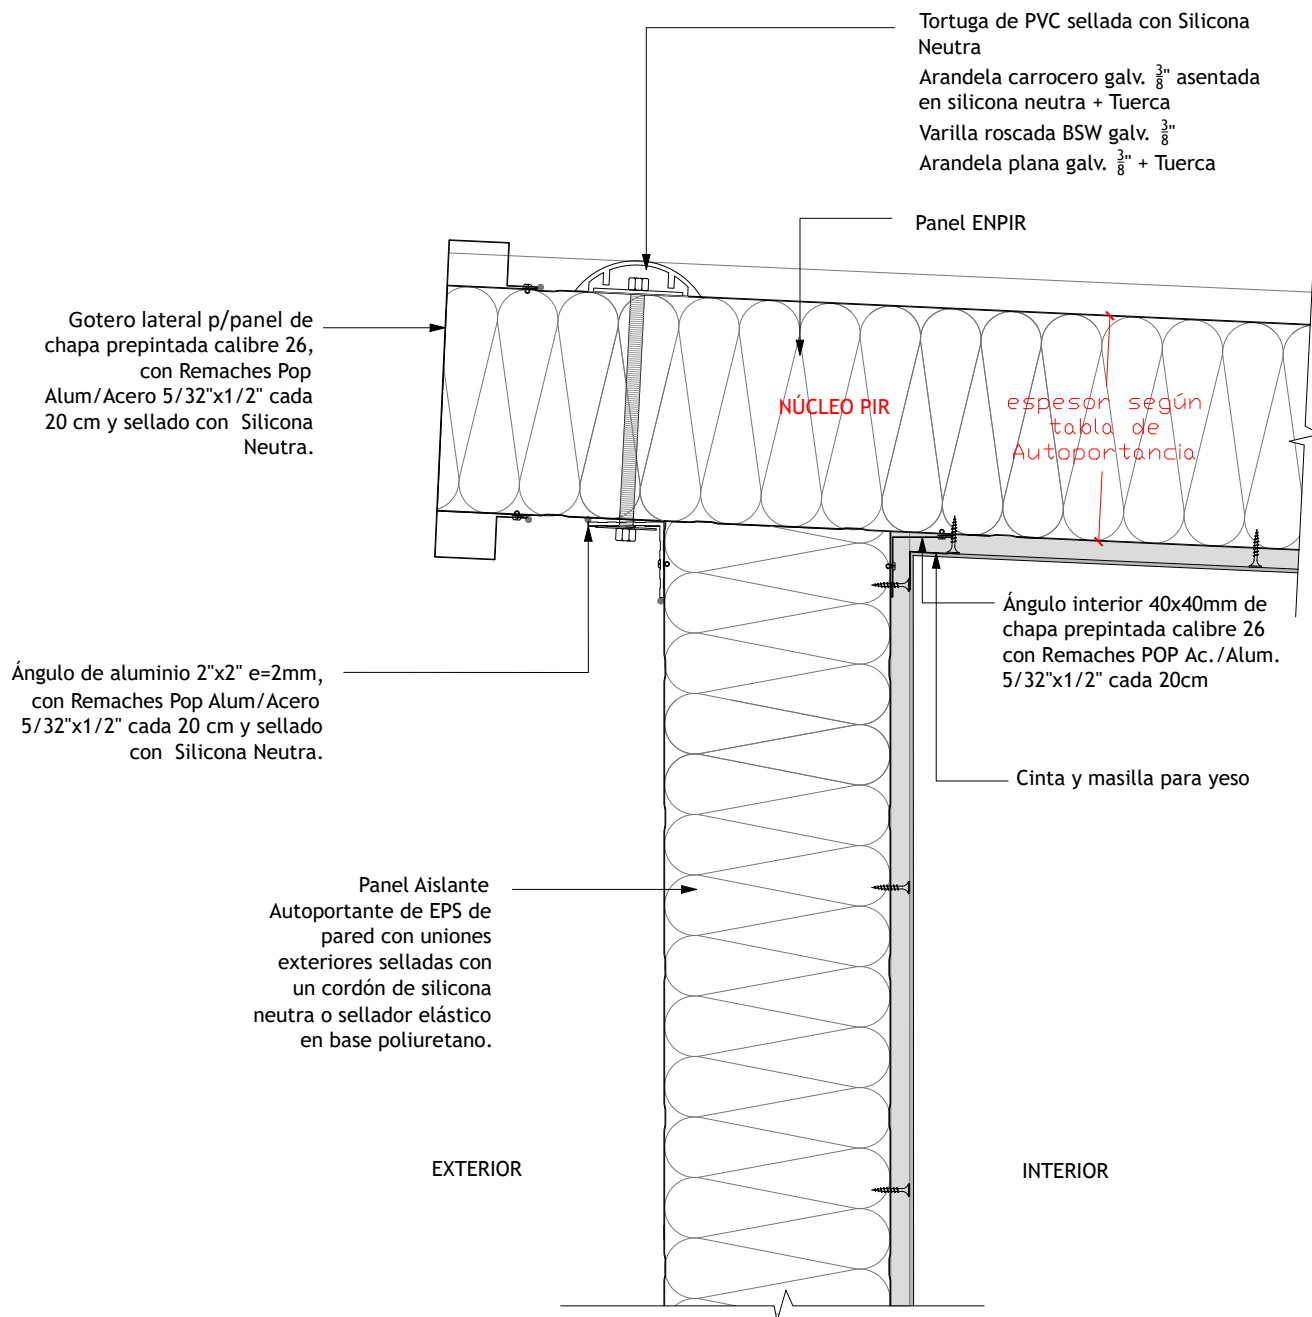 Tortuga de PVC sellada con Silicona
Neutra
Arandela carrocero galv. 3/8" asentada
en silicona neutra + Tuerca
Varilla roscada BSW galv. 3/8"
Arandela plana galv. 3/8" + Tuerca
Panel ENPIR
Gotero lateral p/panel de
chapa prepintada calibre 26,
con Remaches Pop
Alum/Acero 5/32"x1/2" cada
20 cm y sellado con Silicona
Neutra.
NÚCLEO PIR
espesor según
tabla de
Autoportancia
Ángulo interior 40x40mm de
chapa prepintada calibre 26
con Remaches POP Ac./Alum.
5/32"x1/2" cada 20cm
Ángulo de aluminio 2"x2" e=2mm,
con Remaches Pop Alum/Acero
5/32"x1/2" cada 20 cm y sellado
con Silicona Neutra.
Cinta y masilla para yeso
Panel Aislante
Autoportante de EPS de
pared con uniones
exteriores selladas con
un cordón de silicona
neutra o sellador elástico
en base poliuretano.
EXTERIOR
INTERIOR